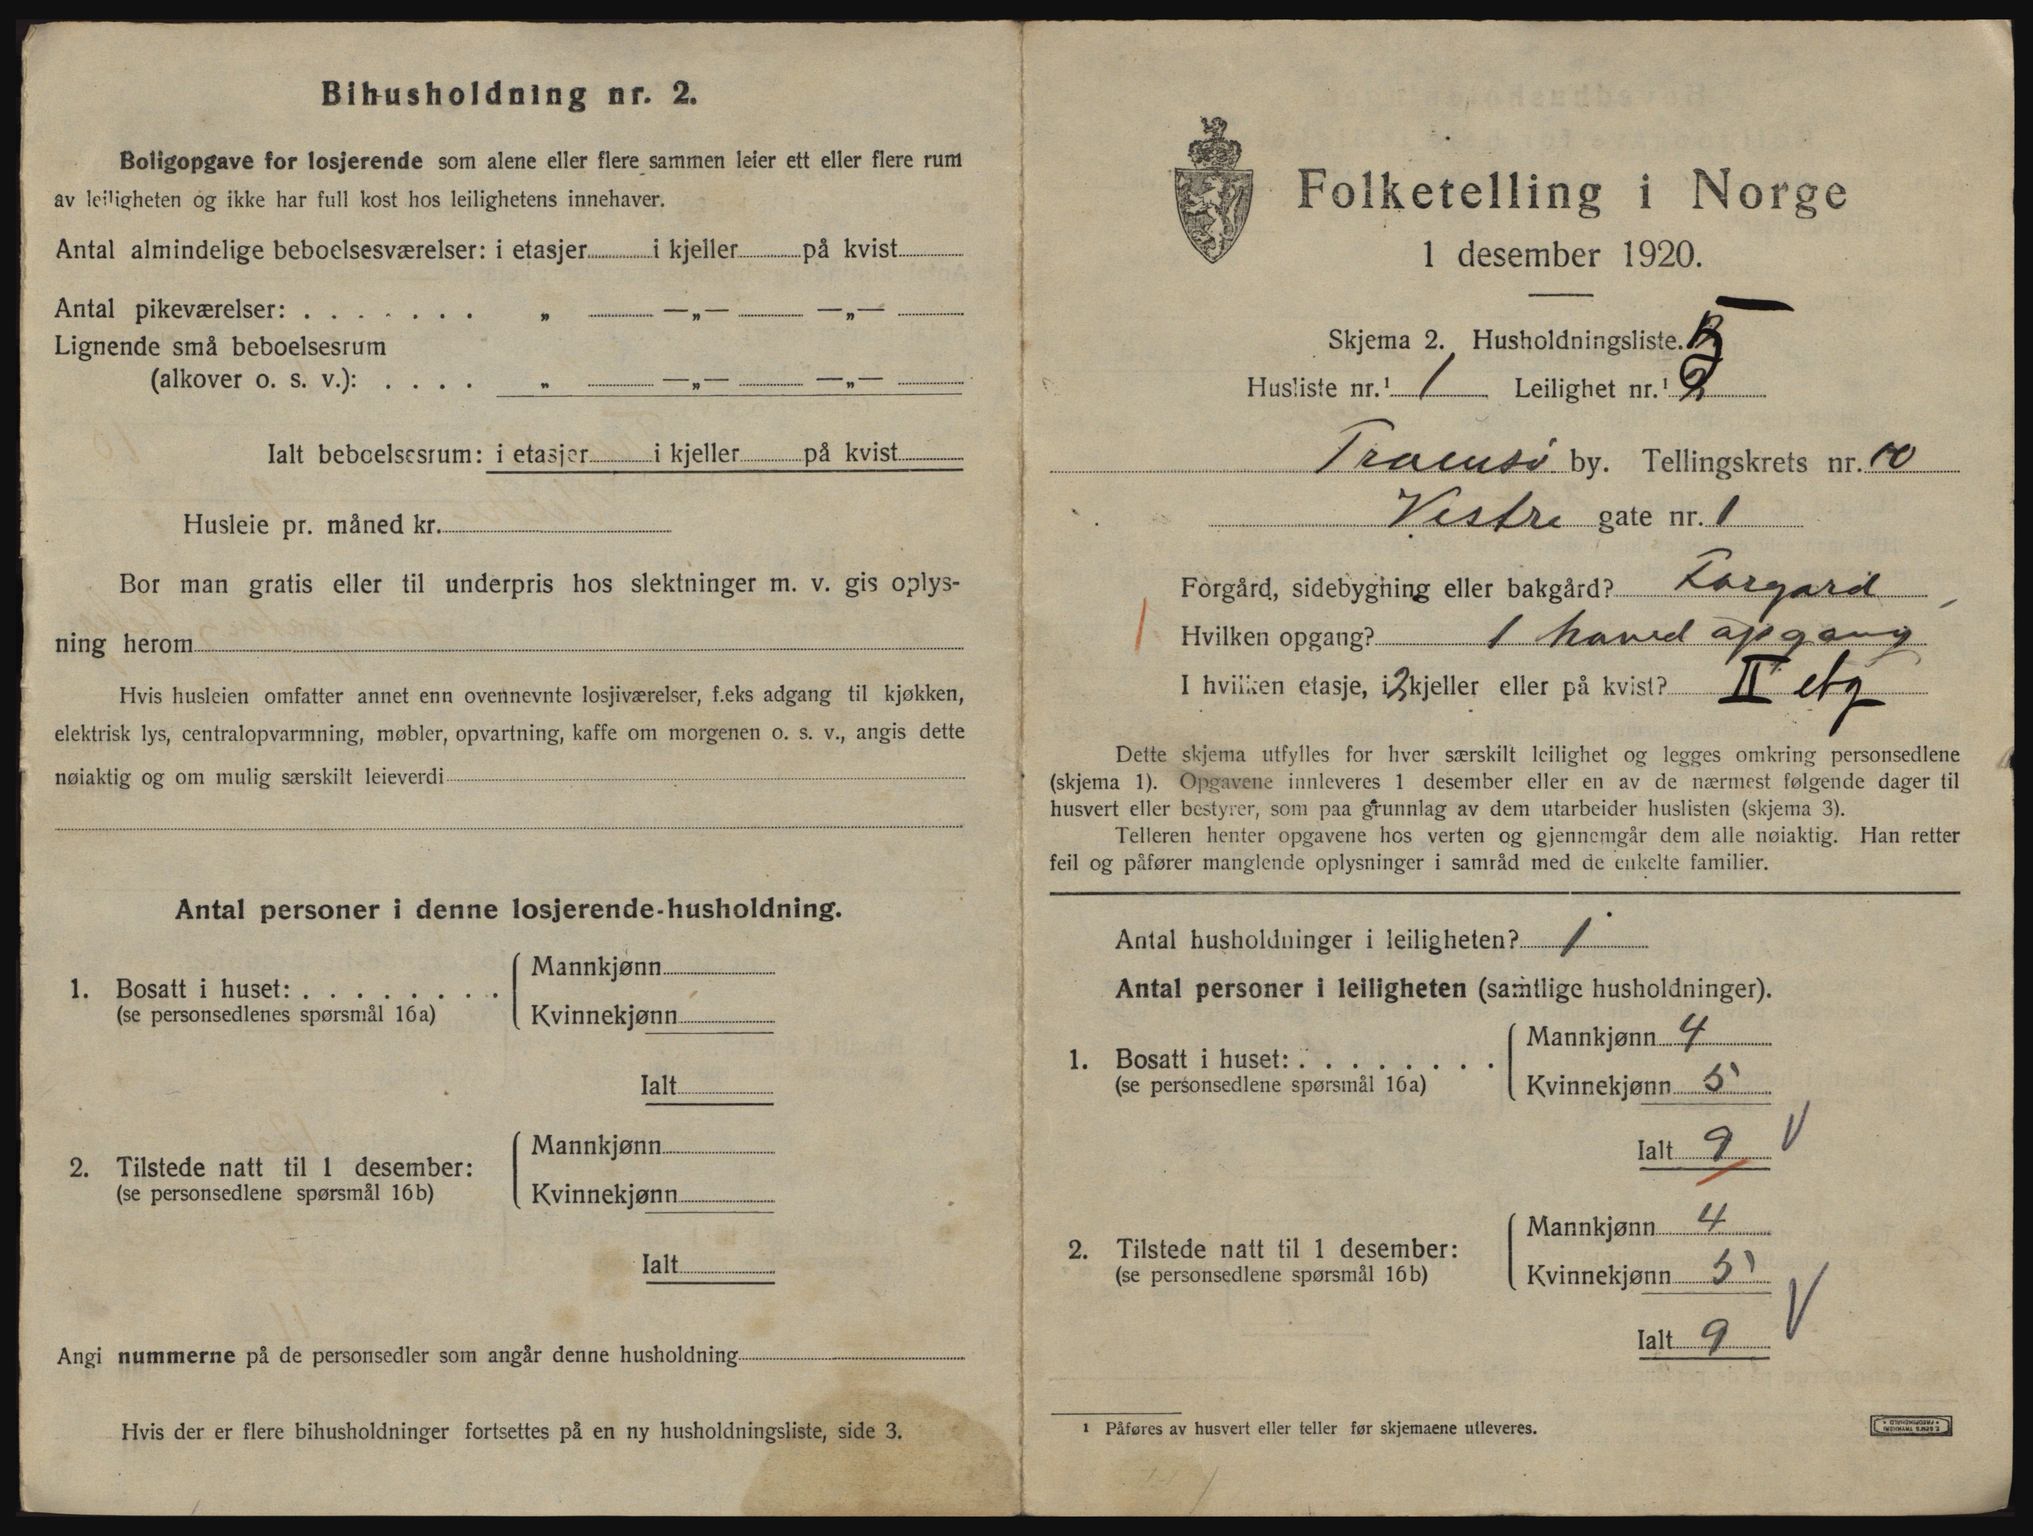 Bihusholdning nr. 2.
Boligopgave for losjerende som alene eller flere sammen leier ett eller flere rum
av leiligheten og ikke har full kost hos leilighetens innehaver.
Antal almindelige beboelsesværelser: i etasjer i kjeller på kvist
Antal pikeværelser: . . . . . . . „ —„— —„—
Lignende små beboelsesrum
(alkover o. s. v.): . . . . „ —„— —„—
Ialt beboelsesrum: i etasjer i kjeller på kvist
Husleie pr. måned kr.
Bor man gratis eller til underpris hos slektninger m. v. gis oplys-
ning herom
Hvis husleien omfatter annet enn ovennevnte losjiværelser, f.eks adgang til kjøkken,
elektrisk lys, centralopvarmning, møbler, opvartning, kaffe om morgenen o. s. v., angis dette
nøiaktig og om mulig særskilt leieverdi
Antal personer i denne losjerende-husholdning.
1. Bosatt i huset: . . . . . . . .
(se personsedlenes spørsmål 16a)
Mannkjønn
Kvinnekjønn
Ialt
2. Tilstede natt til 1 desember:
(se personsedlene spørsmål 16b)
Mannkjønn
Kvinnekjønn
Ialt
Angi nummerne på de personsedler som angår denne husholdning
Hvis der er flere bihusholdninger fortsettes på en ny husholdningsliste, side 3.
Folketelling i Norge
1 desember 1920.
Skjema 2. Husholdningsliste.
Husliste nr.¹ 1 Leilighet nr.¹ 2
Tromsø by. Tellingskrets nr. 10
Vestre gate nr. 1
Forgård, sidebygning eller bakgård? Forgard
Hvilken opgang? 1 hoved opgang
I hvilken etasje, i kjeller eller på kvist? II etg
Dette skjema utfylles for hver særskilt leilighet og legges omkring personsedlene
(skjema 1). Opgavene innleveres 1 desember eller en av de nærmest følgende dager til
husvert eller bestyrer, som paa grunnlag av dem utarbeider huslisten (skjema 3).
Telleren henter opgavene hos verten og gjennemgår dem alle nøiaktig. Han retter
feil og påfører manglende oplysninger i samråd med de enkelte familier.
Antal husholdninger i leiligheten? 1
Antal personer i leiligheten (samtlige husholdninger).
1. Bosatt i huset: . . . . . . . .
(se personsedlene spørsmål 16a)
Mannkjønn 4
Kvinnekjønn 5
Ialt 9
2. Tilstede natt til 1 desember:
(se personsedlene spørsmål 16b)
Mannkjønn 4
Kvinnekjønn 5
Ialt 9
¹ Påføres av husvert eller teller før skjemaene utleveres.